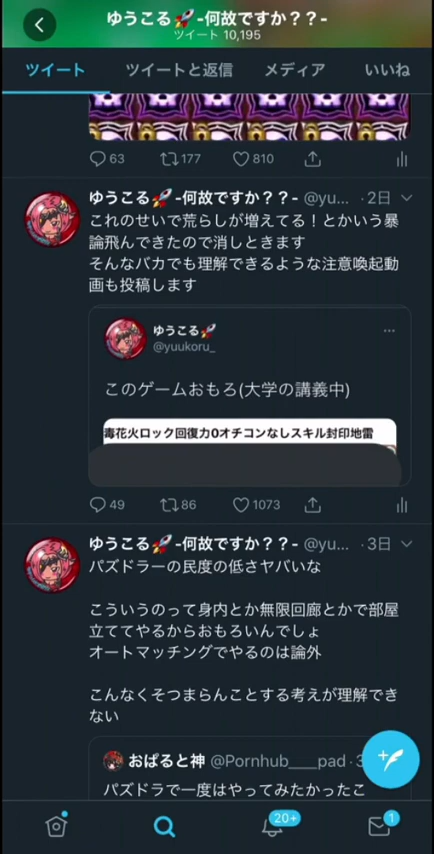 ゆうこる🚀-何故ですか？？-
ツイート 10,195
ツイート
ツイートと返信
メディア
いいね
63
177
810
ゆうこる🚀-何故ですか？？- @yu... ·2日
これのせいで荒らしが増えてる！とかいう暴
論飛んできたので消しときます
そんなバカでも理解できるような注意喚起動
画も投稿します
ゆうこる🚀
@yuukoru_
このゲームおもろ(大学の講義中)
毒花火ロック回復力0オチコンなしスキル封印地雷
49
86
1073
ゆうこる🚀-何故ですか？？- @yu... ·3日
パズドラーの民度の低さヤバいな
こういうのって身内とか無限回廊とかで部屋
立ててやるからおもろいんでしょ
オートマッチングでやるのは論外
こんなくそつまらんことする考えが理解でき
ない
おぱると神 @Pornhub___pad · 3
パズドラで一度はやってみたかったこ
20+
1